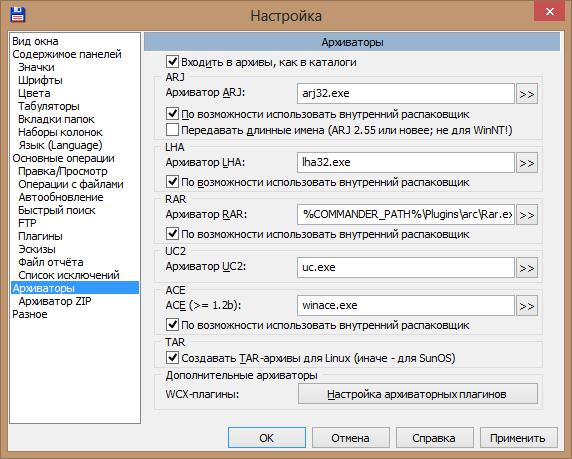 Настройка
Вид окна
Содержимое панелей
Значки
Шрифты
Цвета
Табуляторы
Вкладки папок
Наборы колонок
Язык (Language)
Основные операции
Правка/Просмотр
Операции с файлами
Автообновление
Быстрый поиск
FTP
Плагины
Эскизы
Файл отчёта
Список исключений
Архиваторы
Архиватор ZIP
Разное
Архиваторы
Входить в архивы, как в каталоги
ARJ
Архиватор ARJ: arj32.exe >>
По возможности использовать внутренний распаковщик
Передавать длинные имена (ARJ 2.55 или новее; не для WinNT!)
LHA
Архиватор LHA: lha32.exe >>
По возможности использовать внутренний распаковщик
RAR
Архиватор RAR: %COMMANDER_PATH%\Plugins\arc\Rar.ex >>
По возможности использовать внутренний распаковщик
UC2
Архиватор UC2: uc.exe >>
ACE
ACE (>= 1.2b): winace.exe >>
По возможности использовать внутренний распаковщик
TAR
Создавать TAR-архивы для Linux (иначе - для SunOS)
Дополнительные архиваторы
WCX-плагины: Настройка архиваторных плагинов
OK Отмена Справка Применить